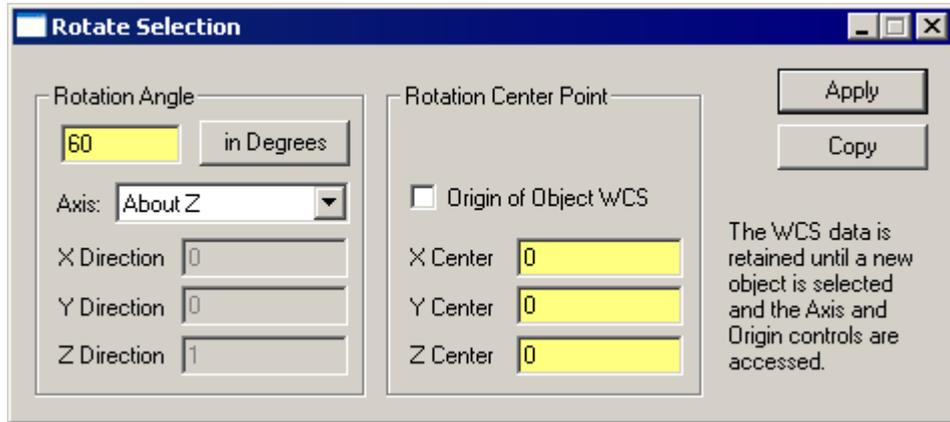 Rotate Selection
Rotation Angle
60
in Degrees
Axis: About Z
X Direction 0
Y Direction 0
Z Direction 1
Rotation Center Point
Origin of Object WCS
X Center 0
Y Center 0
Z Center 0
Apply
Copy
The WCS data is
retained until a new
object is selected
and the Axis and
Origin controls are
accessed.